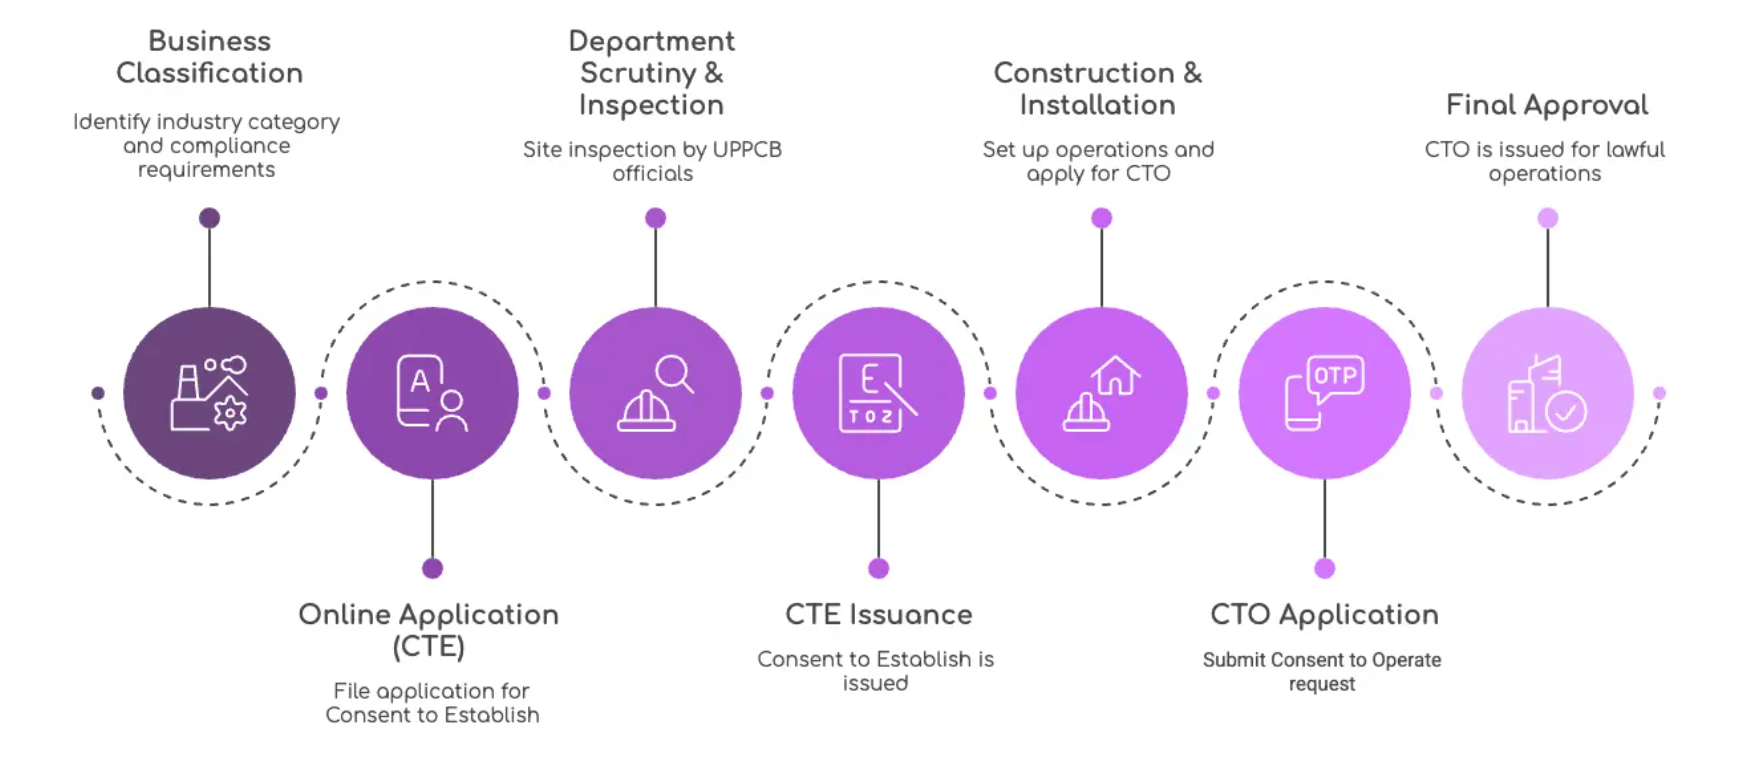 Business
Classification
Identify industry category
and compliance
requirements
Department
Scrutiny &
Inspection
Site inspection by UPPCB
officials
Construction &
Installation
Set up operations and
apply for CTO
Final Approval
CTO is issued for lawful
operations
A
E
TOZ
OTP
Online Application
(CTE)
File application for
Consent to Establish
CTE Issuance
Consent to Establish is
issued
CTO Application
Submit Consent to Operate
request